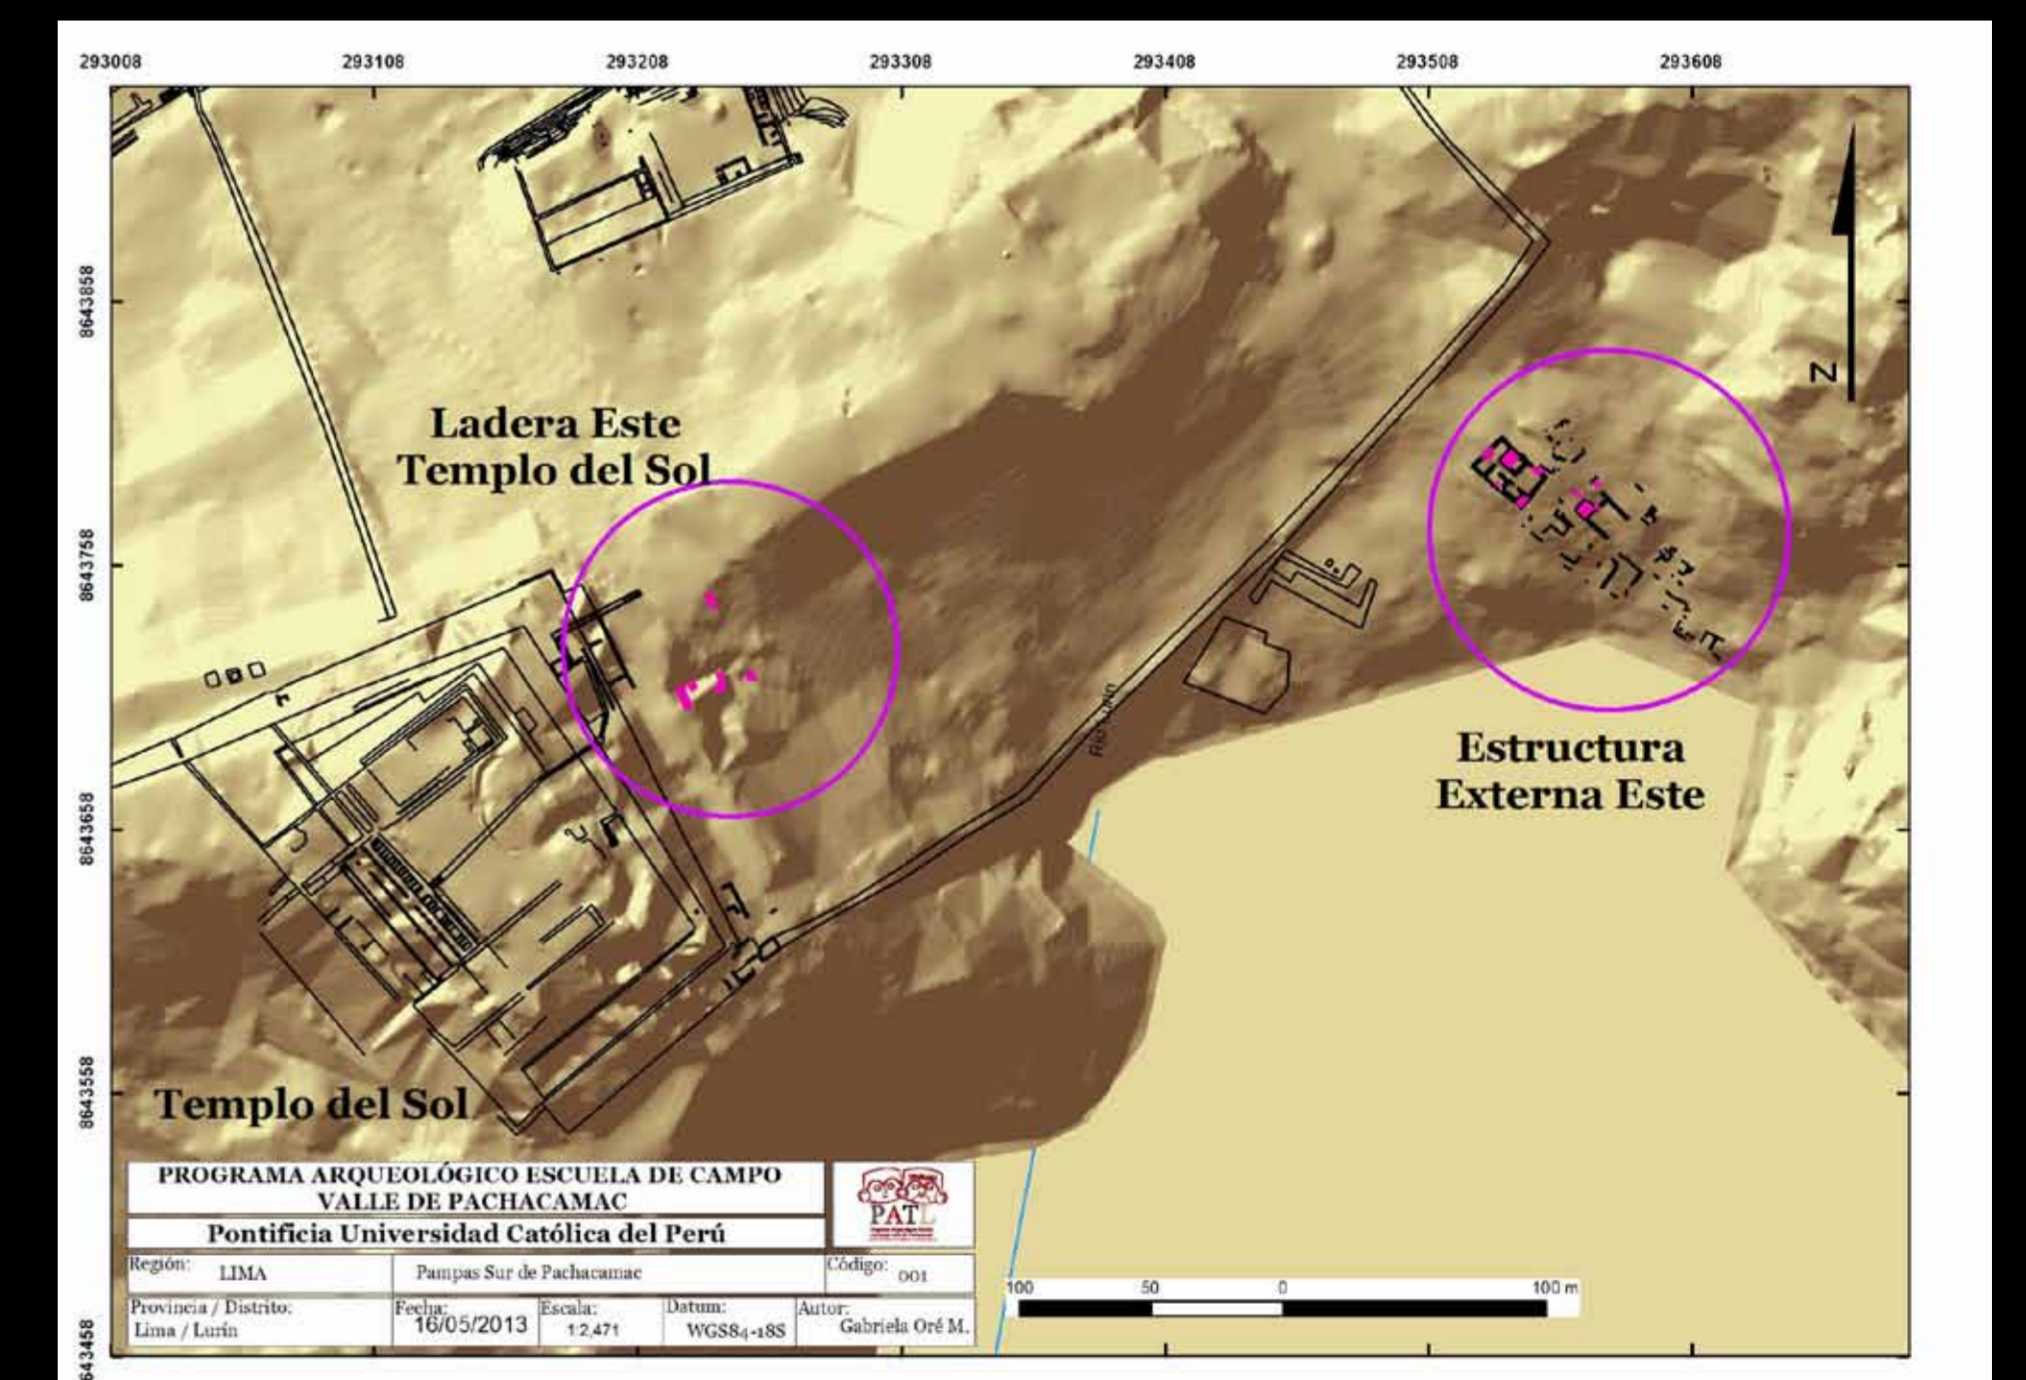 293008 293108 293208 293308 293408 293508 293608
8643858
8643758
8643658
8643558
643458
N
Ladera Este
Templo del Sol
Estructura
Externa Este
Templo del Sol
PROGRAMA ARQUEOLÓGICO ESCUELA DE CAMPO
VALLE DE PACHACAMAC
Pontificia Universidad Católica del Perú
PATL
Región: LIMA
Pampas Sur de Pachacamac
Código: 001
Provincia / Distrito:
Lima / Lurín
Fecha:
16/05/2013
Escala:
1:2,471
Datum:
WGS84-18S
Autor:
Gabriela Oré M.
100 50 0 100 m